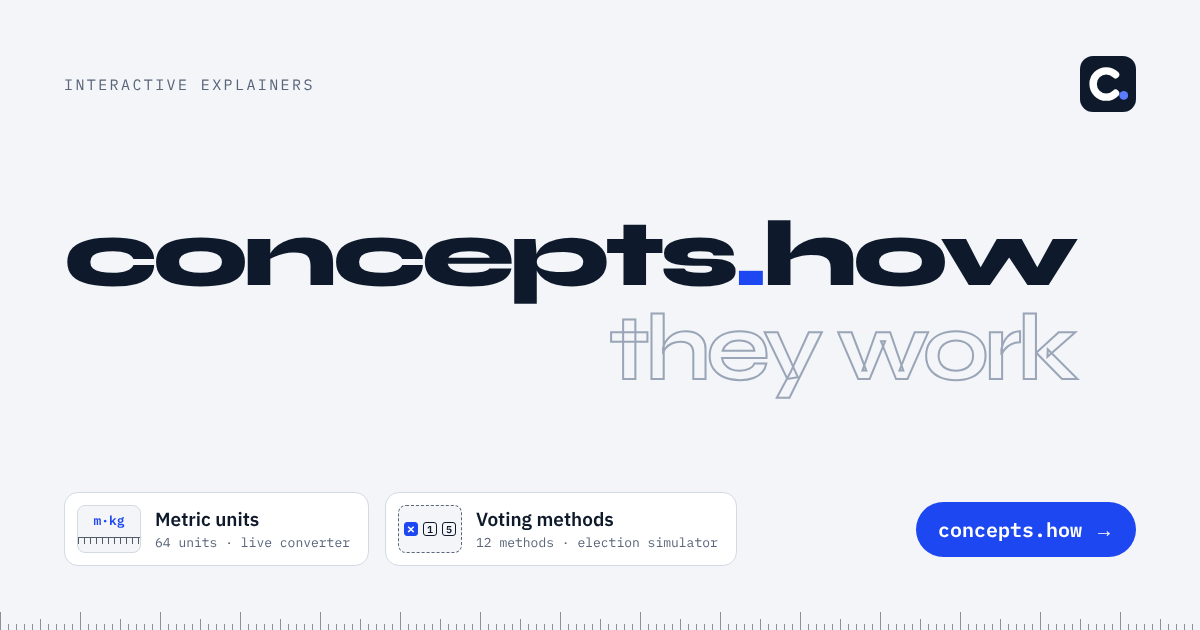 INTERACTIVE EXPLAINERS
C.
concepts.how
they work
m·kg
Metric units
64 units · live converter
× 1 5
Voting methods
12 methods · election simulator
concepts.how →